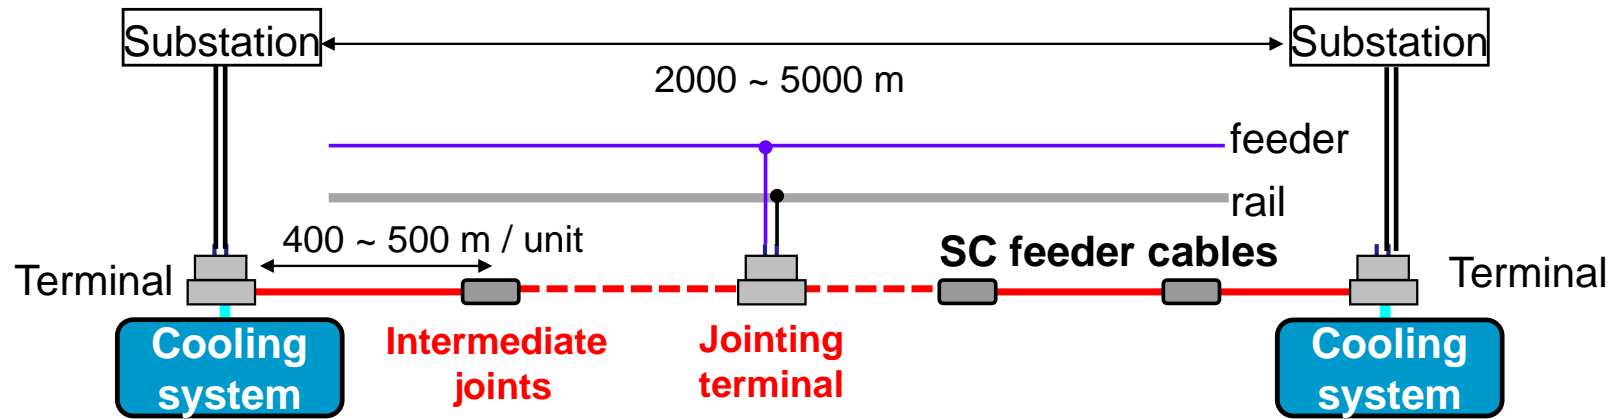 Substation
Substation
2000 ~ 5000 m
feeder
rail
400 ~ 500 m / unit
SC feeder cables
Terminal
Terminal
Cooling
system
Intermediate
joints
Jointing
terminal
Cooling
system